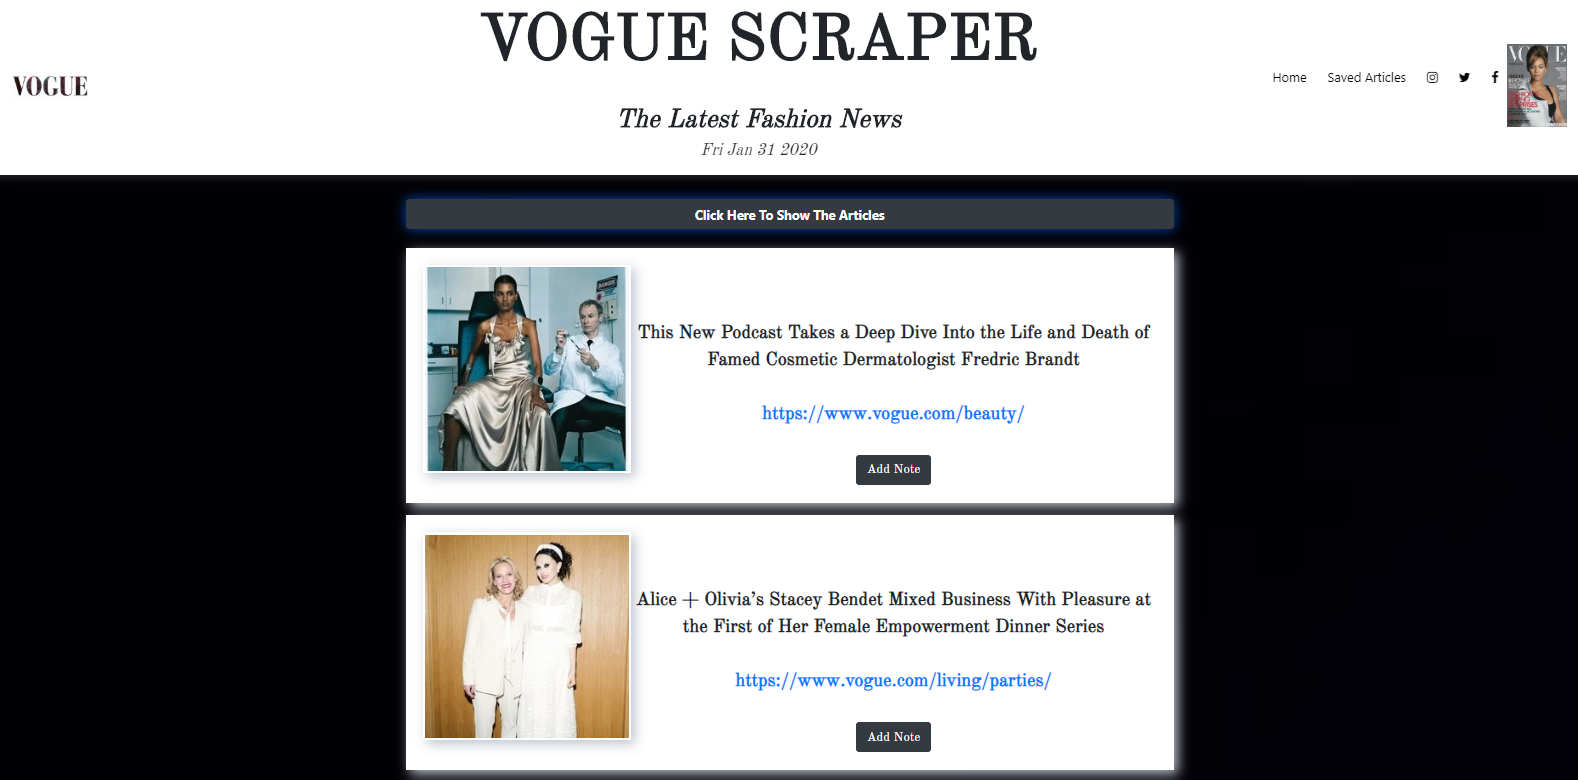 VOGUE SCRAPER
VOGUE
Home Saved Articles
VOGUE
The Latest Fashion News
Fri Jan 31 2020
Click Here To Show The Articles
DANGER
This New Podcast Takes a Deep Dive Into the Life and Death of
Famed Cosmetic Dermatologist Fredric Brandt
https://www.vogue.com/beauty/
Add Note
Alice + Olivia’s Stacey Bendet Mixed Business With Pleasure at
the First of Her Female Empowerment Dinner Series
https://www.vogue.com/living/parties/
Add Note